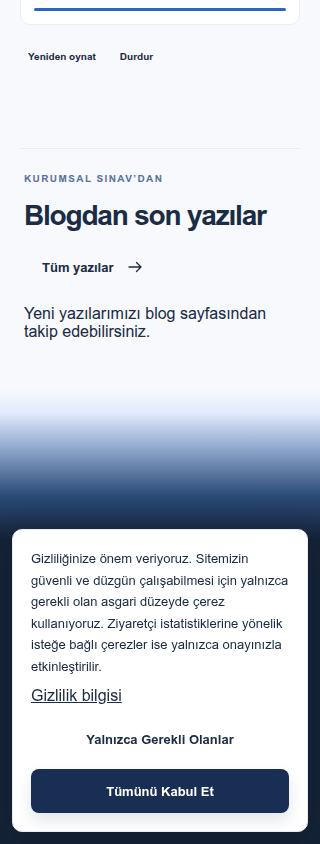 Yeniden oynat Durdur
KURUMSAL SINAV'DAN
Blogdan son yazılar
Tüm yazılar →
Yeni yazılarımızı blog sayfasından
takip edebilirsiniz.
Gizliliğinize önem veriyoruz. Sitemizin
güvenli ve düzgün çalışabilmesi için yalnızca
gerekli olan asgari düzeyde çerez
kullanıyoruz. Ziyaretçi istatistiklerine yönelik
isteğe bağlı çerezler ise yalnızca onayınızla
etkinleştirilir.
Gizlilik bilgisi
Yalnızca Gerekli Olanlar
Tümünü Kabul Et